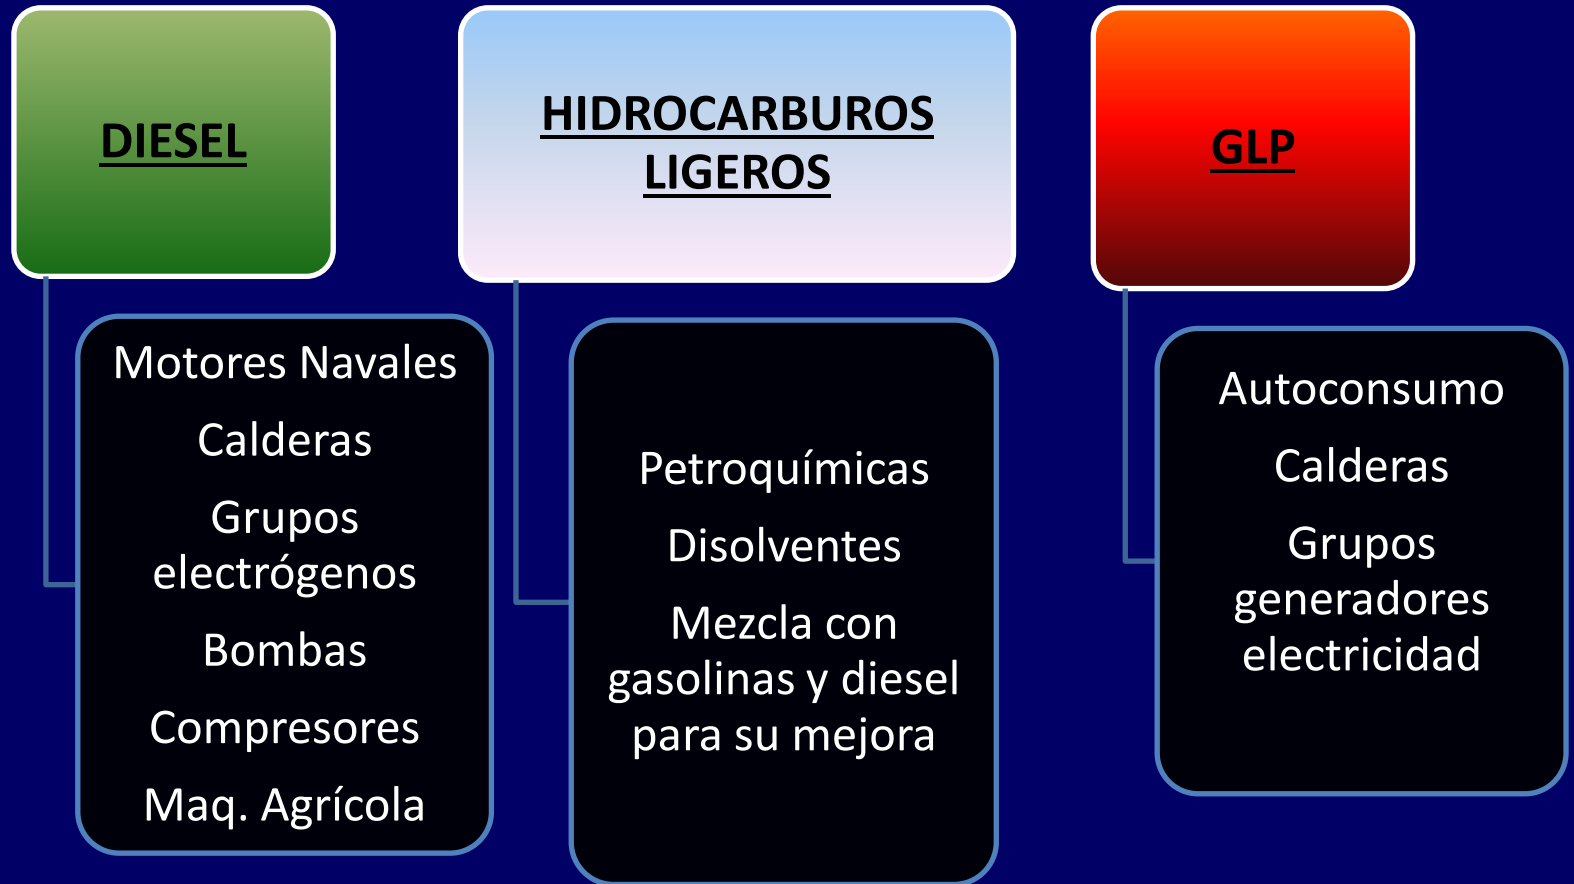 DIESEL
Motores Navales
Calderas
Grupos
electrógenos
Bombas
Compresores
Maq. Agrícola
HIDROCARBUROS
LIGEROS
Petroquímicas
Disolventes
Mezcla con
gasolinas y diesel
para su mejora
GLP
Autoconsumo
Calderas
Grupos
generadores
electricidad